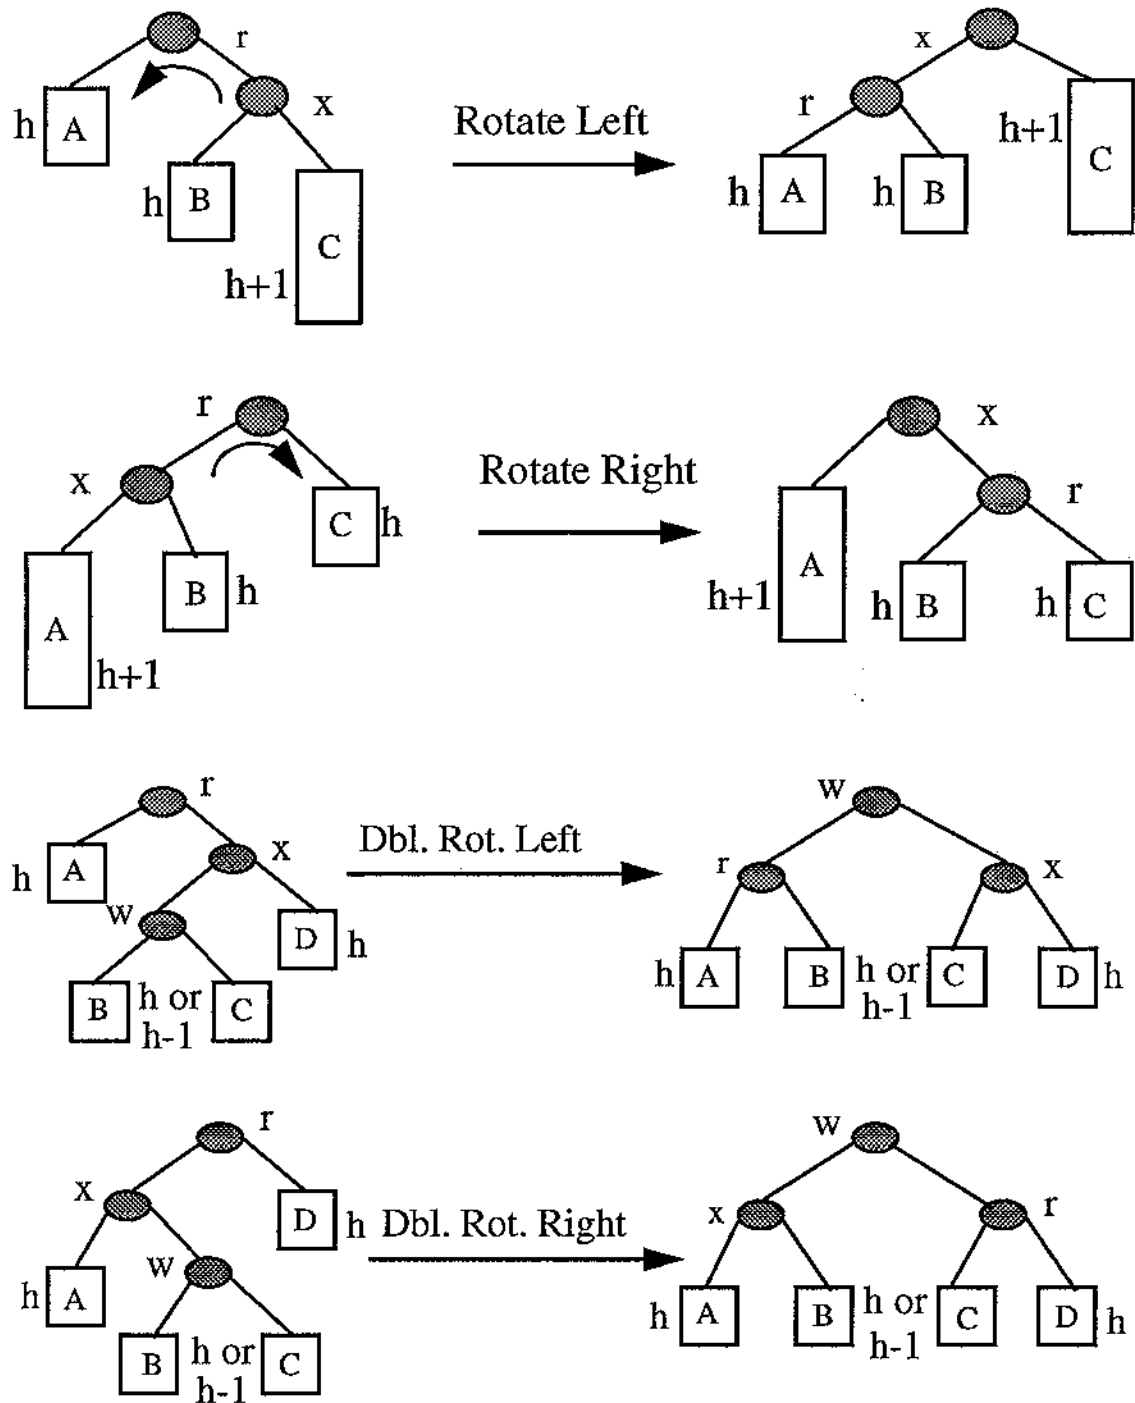 r x
A x Rotate Left r h+1
h B h A h B C
h C
h+1
r x
x Rotate Right r
C h
A B h h+1 A h B h C
h+1
r w
h A x Dbl. Rot. Left r x
w D h h A B h or h-1 C D h
B h or h-1 C
r w
x D h Dbl. Rot. Right x r
h A w h A B h or h-1 C D h
B h or h-1 C